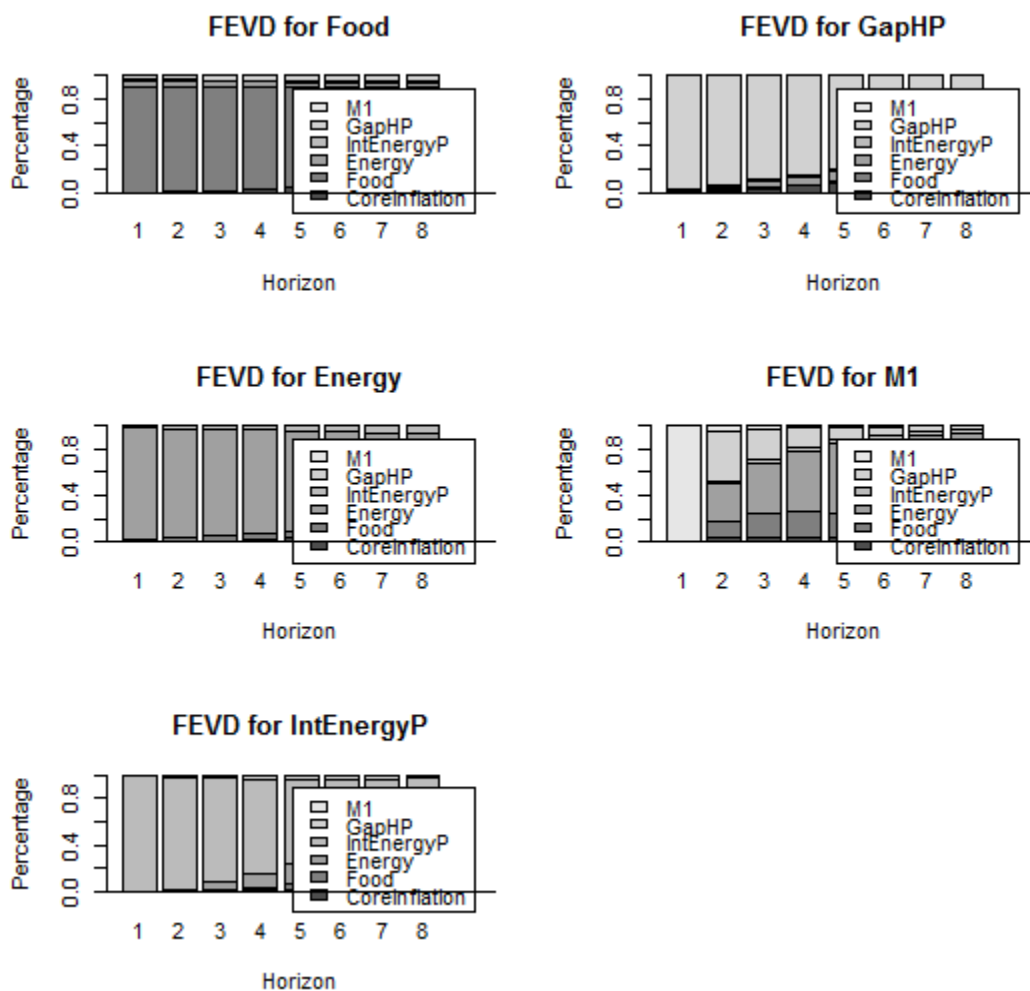 FEVD for Food
Percentage
0.0 0.4 0.8
M1
GapHP
IntEnergyP
Energy
Food
CoreInflation
1 2 3 4 5 6 7 8
Horizon
FEVD for GapHP
Percentage
0.0 0.4 0.8
M1
GapHP
IntEnergyP
Energy
Food
CoreInflation
1 2 3 4 5 6 7 8
Horizon
FEVD for Energy
Percentage
0.0 0.4 0.8
M1
GapHP
IntEnergyP
Energy
Food
CoreInflation
1 2 3 4 5 6 7 8
Horizon
FEVD for M1
Percentage
0.0 0.4 0.8
M1
GapHP
IntEnergyP
Energy
Food
CoreInflation
1 2 3 4 5 6 7 8
Horizon
FEVD for IntEnergyP
Percentage
0.0 0.4 0.8
M1
GapHP
IntEnergyP
Energy
Food
CoreInflation
1 2 3 4 5 6 7 8
Horizon